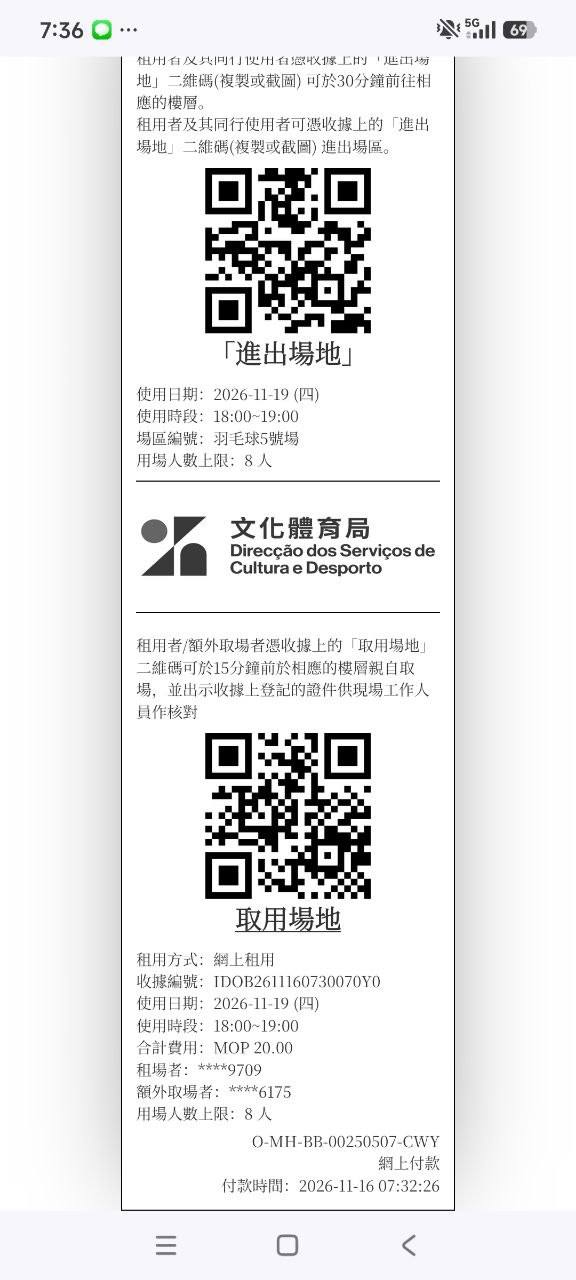 7:36
5G
69
租用者及其同行使用者憑收據上的「進出場
地」二維碼(複製或截圖) 可於30分鐘前往相
應的樓層。
租用者及其同行使用者可憑收據上的「進出
場地」二維碼(複製或截圖) 進出場區。
「進出場地」
使用日期：2026-11-19 (四)
使用時段：18:00~19:00
場區編號：羽毛球5號場
用場人數上限：8 人
文化體育局
Direcção dos Serviços de
Cultura e Desporto
租用者/額外取場者憑收據上的「取用場地」
二維碼可於15分鐘前於相應的樓層親自取
場，並出示收據上登記的證件供現場工作人
員作核對
取用場地
租用方式：網上租用
收據編號：IDOB2611160730070Y0
使用日期：2026-11-19 (四)
使用時段：18:00~19:00
合計費用：MOP 20.00
租場者：****9709
額外取場者：****6175
用場人數上限：8 人
O-MH-BB-00250507-CWY
網上付款
付款時間：2026-11-16 07:32:26